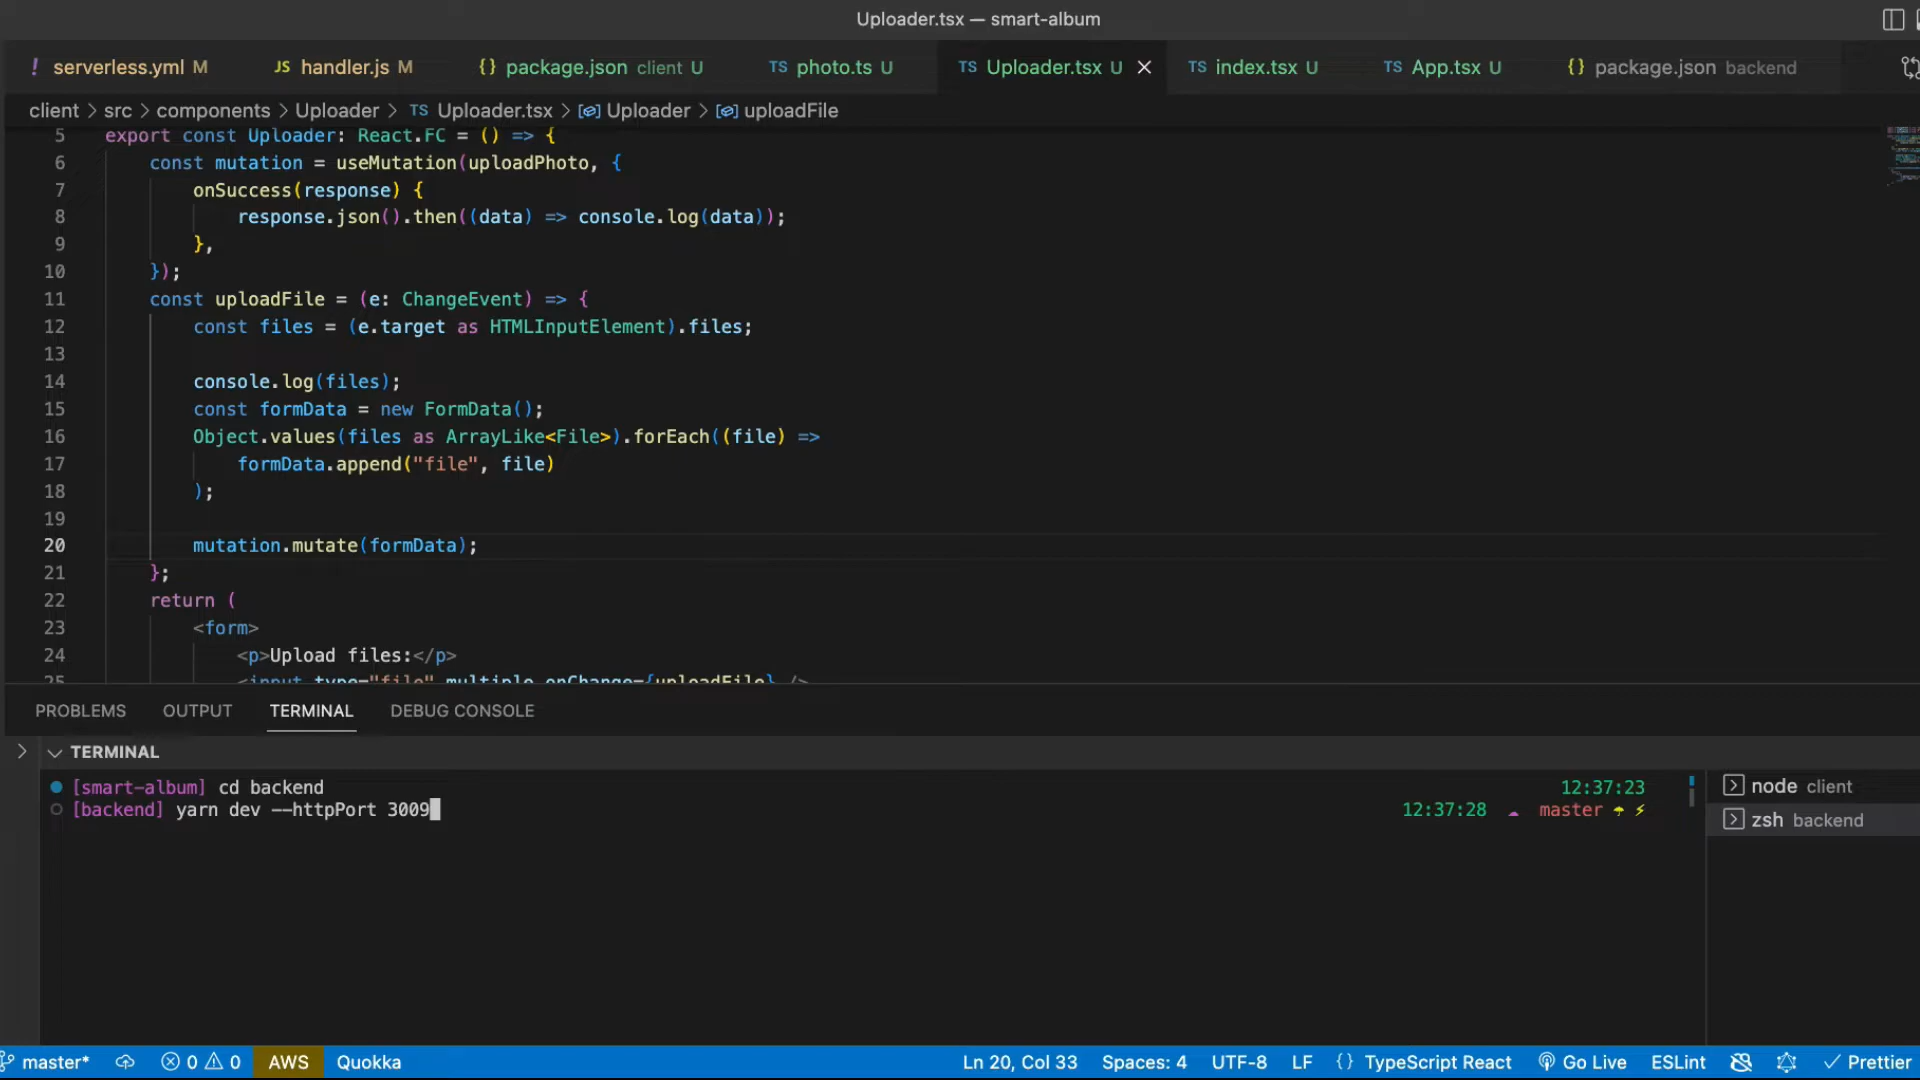 Uploader.tsx — smart-album
! serverless.yml M JS handler.js M {} package.json client U TS photo.ts U TS Uploader.tsx U × TS index.tsx U TS App.tsx U {} package.json backend
client > src > components > Uploader > TS Uploader.tsx > Uploader > uploadFile
5 export const Uploader: React.FC = () => {
6 const mutation = useMutation(uploadPhoto, {
7 onSuccess(response) {
8 response.json().then((data) => console.log(data));
9 },
10 });
11 const uploadFile = (e: ChangeEvent) => {
12 const files = (e.target as HTMLInputElement).files;
13
14 console.log(files);
15 const formData = new FormData();
16 Object.values(files as ArrayLike<File>).forEach((file) =>
17 formData.append("file", file)
18 );
19
20 mutation.mutate(formData);
21 };
22 return (
23 <form>
24 <p>Upload files:</p>
25 <input type="file" multiple onChange={uploadFile} />
PROBLEMS OUTPUT TERMINAL DEBUG CONSOLE
TERMINAL
[smart-album] cd backend 12:37:23
[backend] yarn dev --httpPort 3009 12:37:28 master
node client
zsh backend
master* 0 0 AWS Quokka Ln 20, Col 33 Spaces: 4 UTF-8 LF {} TypeScript React Go Live ESLint Prettier